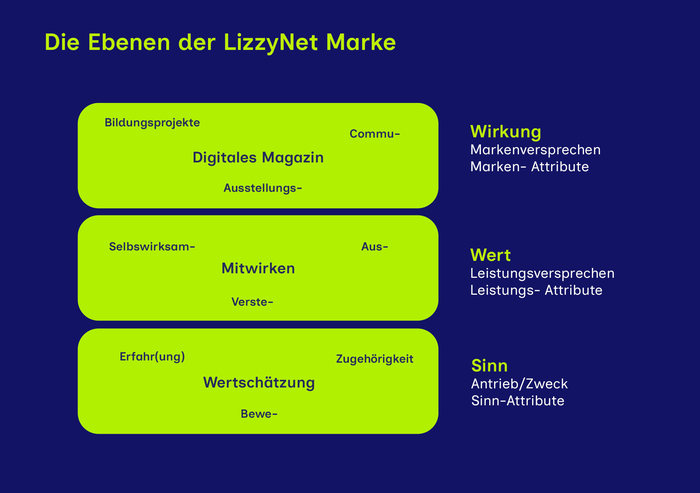 Die Ebenen der LizzyNet Marke
Bildungsprojekte
Commu-
Digitales Magazin
Ausstellungs-
Wirkung
Markenversprechen
Marken- Attribute
Selbswirksam-
Aus-
Mitwirken
Verste-
Wert
Leistungsversprechen
Leistungs- Attribute
Erfahr(ung)
Zugehörigkeit
Wertschätzung
Bewe-
Sinn
Antrieb/Zweck
Sinn-Attribute